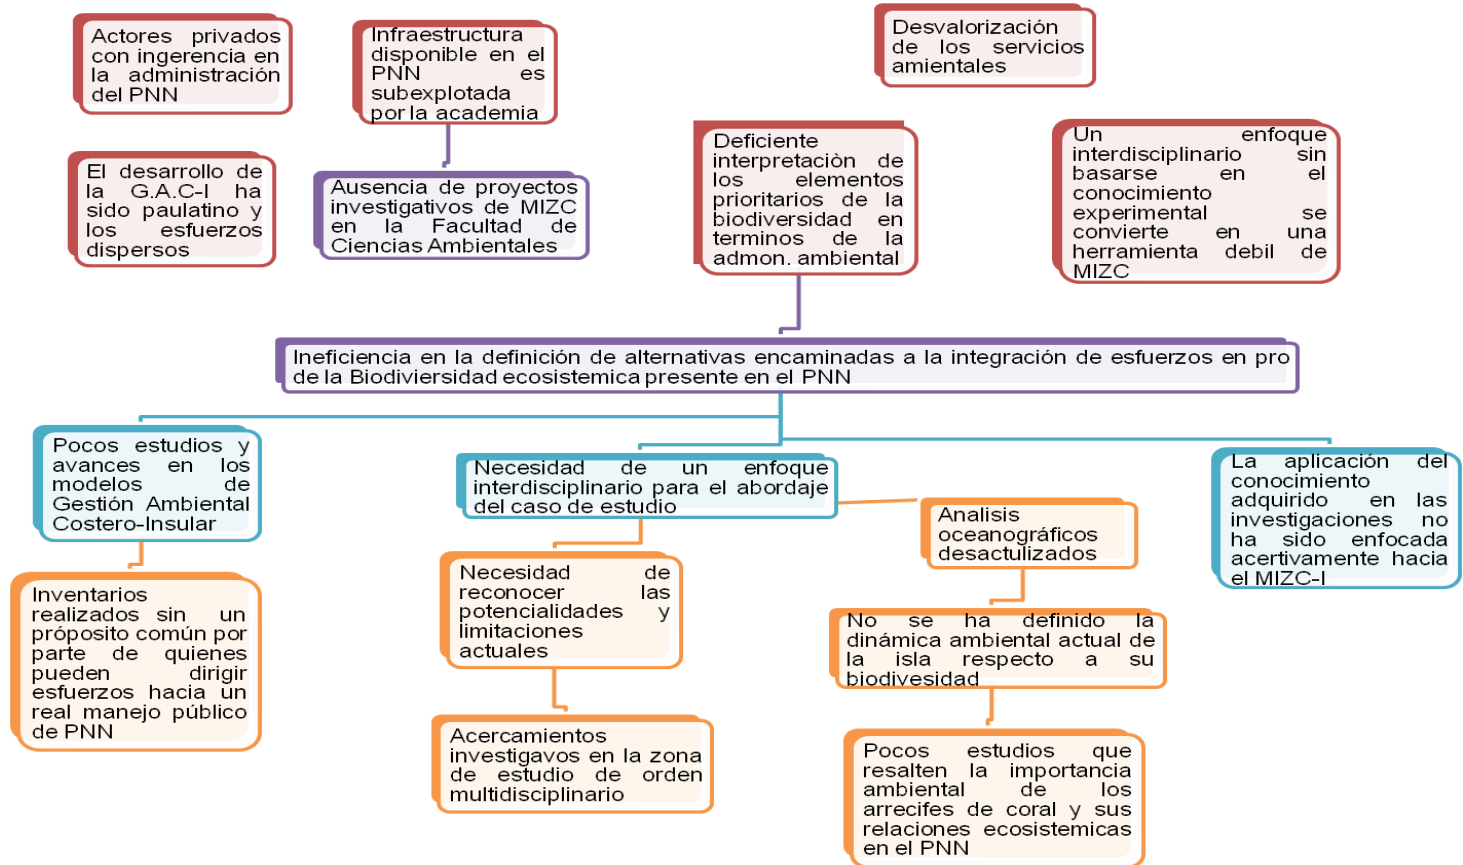 Actores privados
con ingerencia en
la administración
del PNN
Infraestructura
disponible en el
PNN es
subexplotada
por la academia
Desvalorización
de los servicios
amientales
El desarrollo de
la G.A.C-I ha
sido paulatino y
los esfuerzos
dispersos
Ausencia de proyectos
investigativos de MIZC
en la Facultad de
Ciencias Ambientales
Deficiente
interpretaciòn de
los elementos
prioritarios de la
biodiversidad en
terminos de la
admon. ambiental
Un enfoque
interdisciplinario sin
basarse en el
conocimiento
experimental se
convierte en una
herramienta debil de
MIZC
Ineficiencia en la definición de alternativas encaminadas a la integración de esfuerzos en pro
de la Biodiviersidad ecosistemica presente en el PNN
Pocos estudios y
avances en los
modelos de
Gestión Ambiental
Costero-Insular
Necesidad de un enfoque
interdisciplinario para el abordaje
del caso de estudio
La aplicación del
conocimiento
adquirido en las
investigaciones no
ha sido enfocada
acertivamente hacia
el MIZC-I
Analisis
oceanográficos
desactulizados
Inventarios
realizados sin un
própósito común por
parte de quienes
pueden dirigir
esfuerzos hacia un
real manejo público
de PNN
Necesidad de
reconocer las
potencialidades y
limitaciones
actuales
No se ha definido la
dinámica ambiental actual de
la isla respecto a su
biodivesidad
Acercamientos
investigavos en la zona
de estudio de orden
multidisciplinario
Pocos estudios que
resalten la importancia
ambiental de los
arrecifes de coral y sus
relaciones ecosistemicas
en el PNN